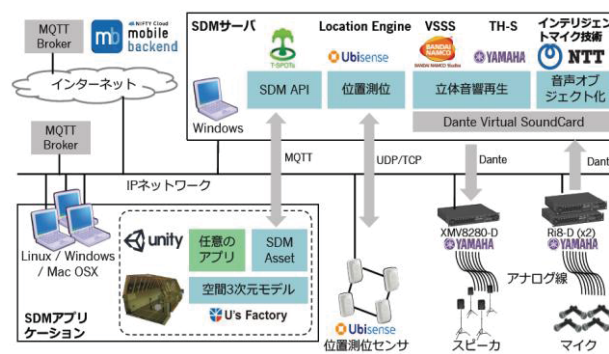 MQTT
Broker
NIFTY Cloud
mobile
backend
インターネット
SDMサーバ
Location Engine
VSSS
TH-S
インテリジェン
トマイク技術
T-SPOTs
Ubisense
BANDAI
NAMCO
BANDAI NAMCO Studios
YAMAHA
NTT
SDM API
位置測位
立体音響再生
音声オブ
ジェクト化
Windows
Dante Virtual SoundCard
MQTT
Broker
MQTT
UDP/TCP
Dante
Dant
IPネットワーク
Linux / Windows
/ Mac OSX
unity
任意の
アプリ
SDM
Asset
空間3次元モデル
U's Factory
SDMアプリ
ケーション
Ubisense
位置測位センサ
XMV8280-D
YAMAHA
Ri8-D (x2)
YAMAHA
アナログ線
スピーカ
マイク